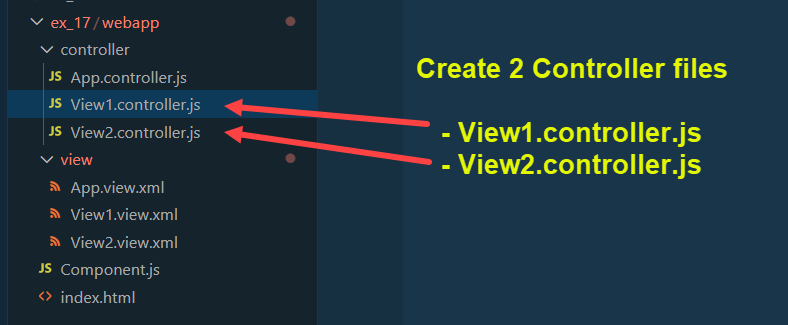 ex_17 / webapp
controller
JS App.controller.js
JS View1.controller.js
JS View2.controller.js
view
App.view.xml
View1.view.xml
View2.view.xml
JS Component.js
<> index.html
Create 2 Controller files
- View1.controller.js
- View2.controller.js